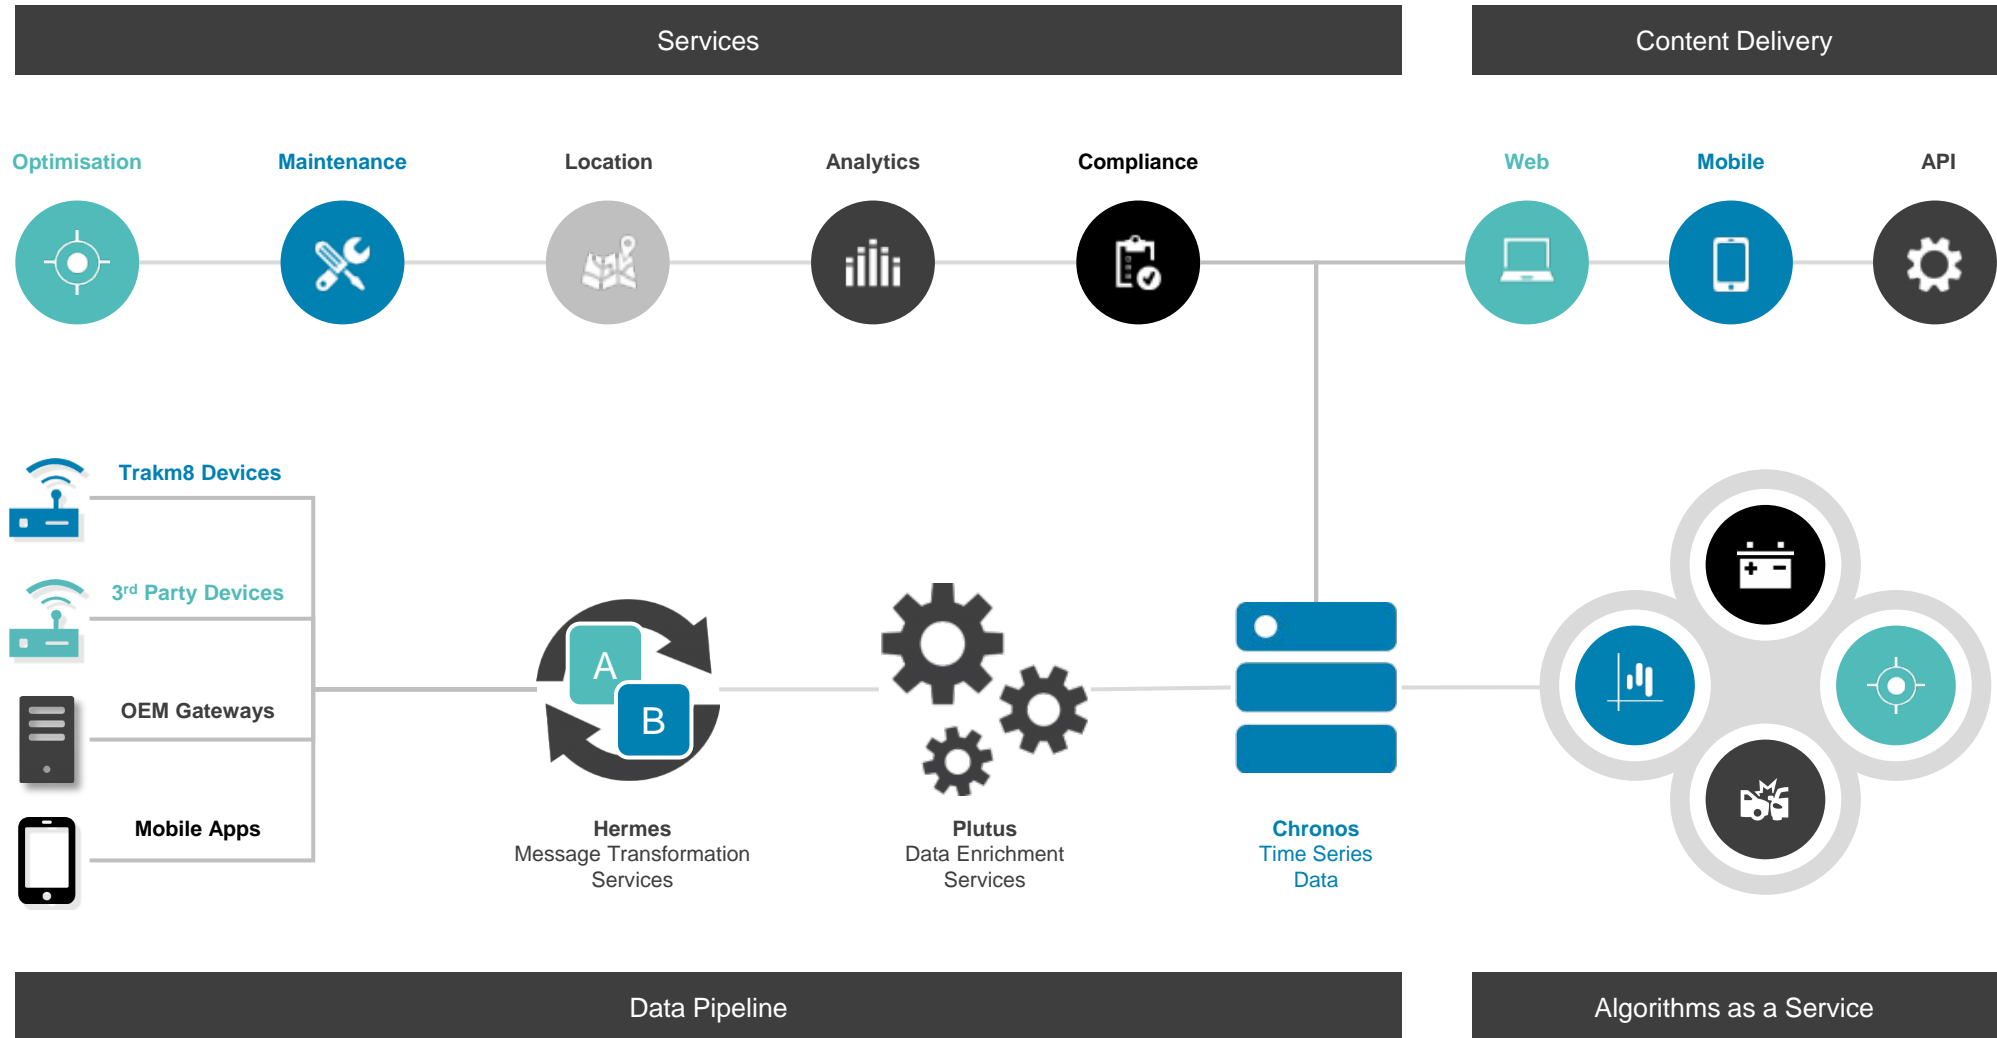 Services
Content Delivery
Optimisation
Maintenance
Location
Analytics
Compliance
Web
Mobile
API
Trakm8 Devices
3rd Party Devices
OEM Gateways
Mobile Apps
A
B
Hermes
Message Transformation
Services
Plutus
Data Enrichment
Services
Chronos
Time Series
Data
Data Pipeline
Algorithms as a Service